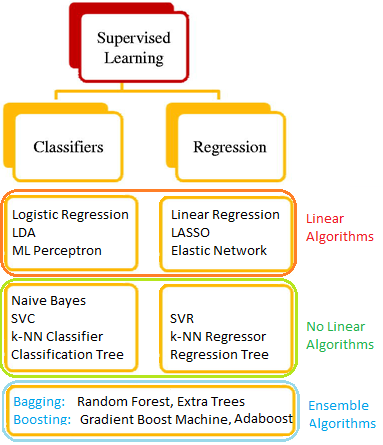 Supervised
Learning
Classifiers
Regression
Logistic Regression
LDA
ML Perceptron
Linear Regression
LASSO
Elastic Network
Linear
Algorithms
Naive Bayes
SVC
k-NN Classifier
Classification Tree
SVR
k-NN Regressor
Regression Tree
No Linear
Algorithms
Bagging: Random Forest, Extra Trees
Boosting: Gradient Boost Machine, Adaboost
Ensemble
Algorithms